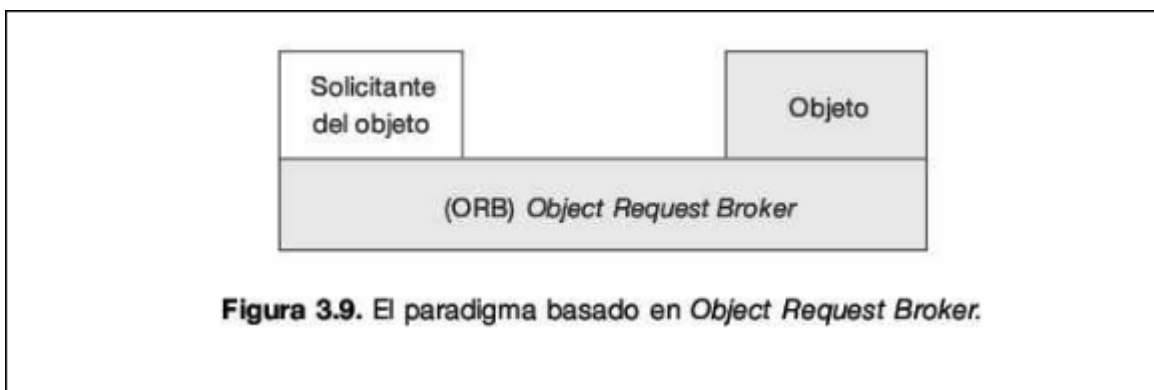 Solicitante
del objeto
Objeto
(ORB) Object Request Broker
Figura 3.9. El paradigma basado en Object Request Broker.